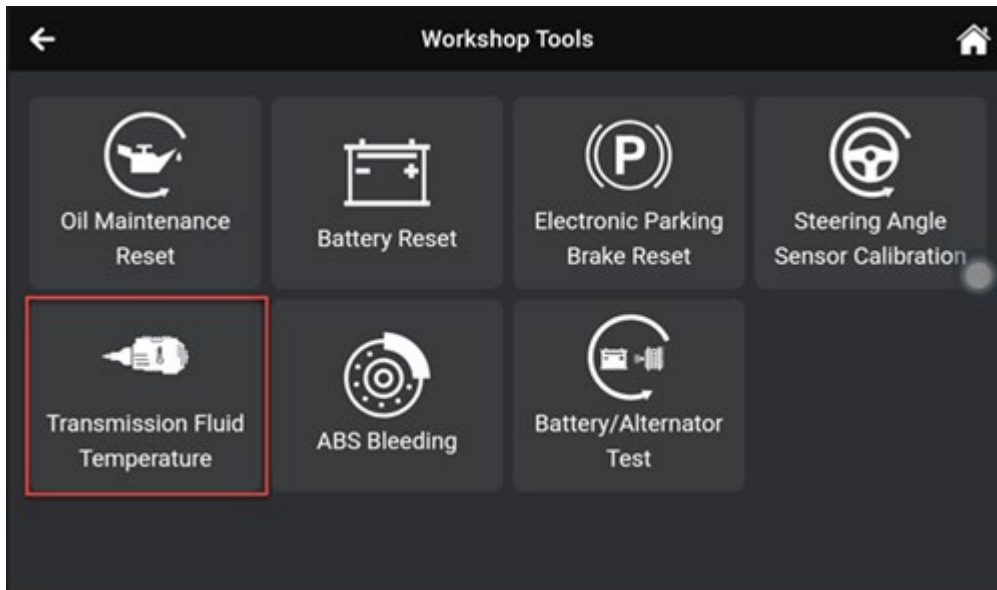 Workshop Tools
Oil Maintenance
Reset
Battery Reset
P
Electronic Parking
Brake Reset
Steering Angle
Sensor Calibration
Transmission Fluid
Temperature
ABS Bleeding
Battery/Alternator
Test